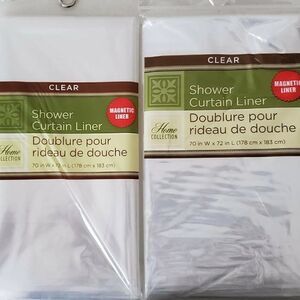 CLEAR
Shower
Curtain Liner
MAGNETIC
LINER
Doublure pour
rideau de douche
Home
COLLECTION
70 in W x 72 in L (178 cm x 183 cm)
CLEAR
Shower
Curtain Liner
MAGNETIC
LINER
Doublure pour
rideau de douche
Home
COLLECTION
70 in W x 72 in L (178 cm x 183 cm)